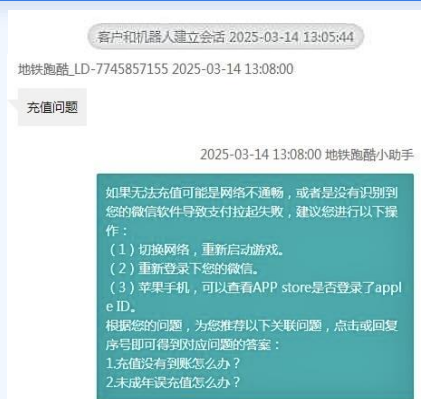 客户和机器人建立会话 2025-03-14 13:05:44
地铁跑酷_LD-7745857155 2025-03-14 13:08:00
充值问题
2025-03-14 13:08:00 地铁跑酷小助手
如果无法充值可能是网络不通畅，或者是没有识别到
您的微信软件导致支付拉起失败，建议您进行以下操
作：
（1）切换网络，重新启动游戏。
（2）重新登录下您的微信。
（3）苹果手机，可以查看APP store是否登录了appl
e ID。
根据您的问题，为您推荐以下关联问题，点击或回复
序号即可得到对应问题的答案：
1.充值没有到账怎么办？
2.未成年误充值怎么办？